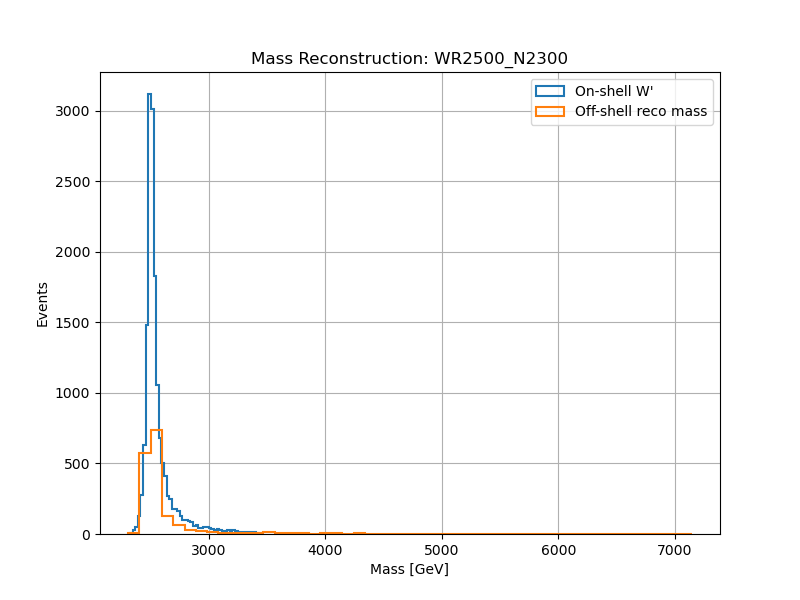 Mass Reconstruction: WR2500_N2300
On-shell W'
Off-shell reco mass
Events
3000
2500
2000
1500
1000
500
0
3000 4000 5000 6000 7000
Mass [GeV]